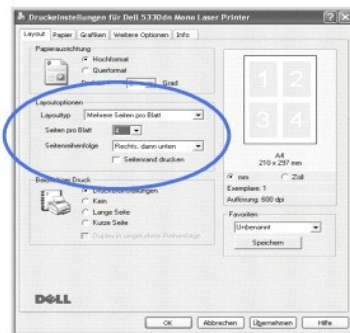 Druckeinstellungen für Dell 5330dn Mono Laser Printer
Layout Papier Grafiken Weitere Optionen Info
Papierausrichtung
Hochformat
Querformat
Grad
Layoutoptionen
Layouttyp Mehrere Seiten pro Blatt
Seiten pro Blatt 4
Seitenreihenfolge Rechts, dann unten
Seitenrand drucken
Druck
Druckereinstellungen
Kein
Lange Seite
Kurze Seite
Duplex in umgekehrter Reihenfolge
1 2
3 4
A4
210 x 297 mm
mm Zoll
Exemplare: 1
Auflösung: 600 dpi
Favoriten
Unbenannt
Speichern
DELL
OK Abbrechen Übernehmen Hilfe